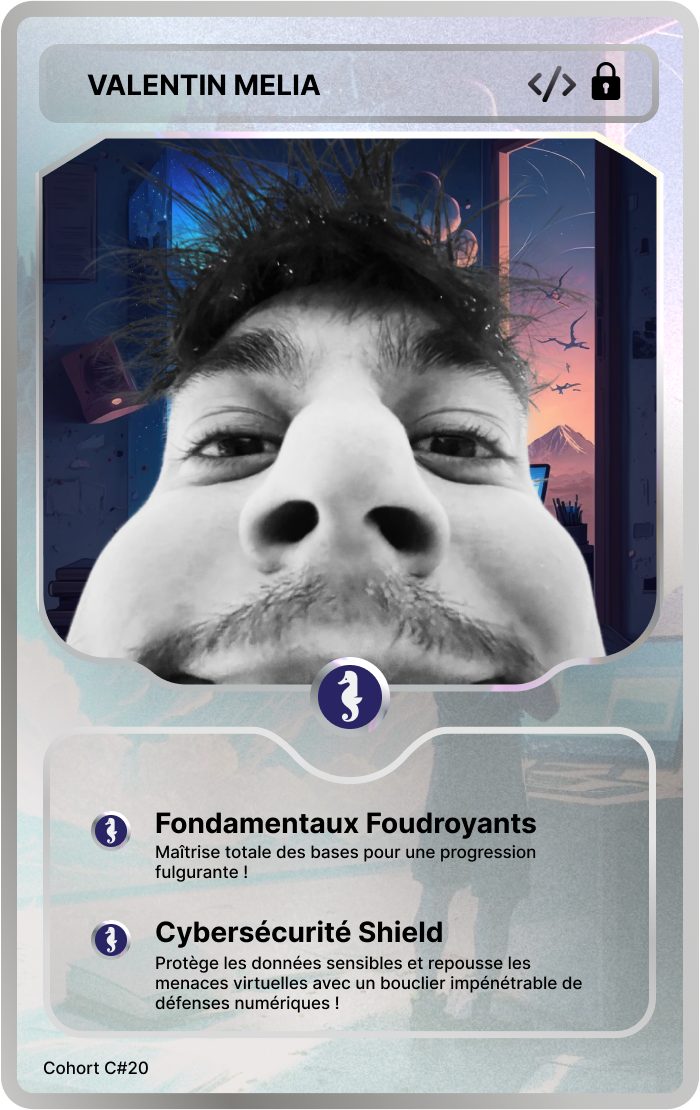 VALENTIN MELIA
Fondamentaux Foudroyants
Maîtrise totale des bases pour une progression
fulgurante !
Cybersécurité Shield
Protège les données sensibles et repousse les
menaces virtuelles avec un bouclier impénétrable de
défenses numériques !
Cohort C#20